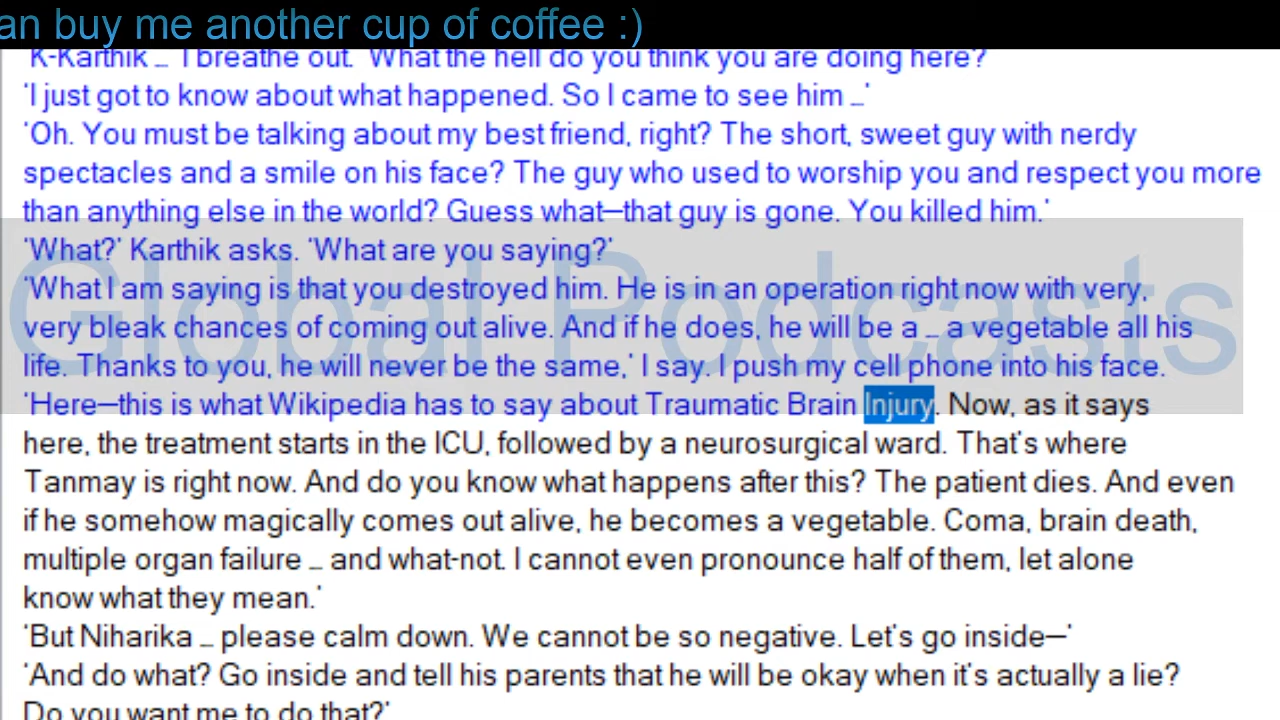 an buy me another cup of coffee :)
'K-Karthik ... ' I breathe out. 'What the hell do you think you are doing here?'
'I just got to know about what happened. So I came to see him ...'
'Oh. You must be talking about my best friend, right? The short, sweet guy with nerdy
spectacles and a smile on his face? The guy who used to worship you and respect you more
than anything else in the world? Guess what—that guy is gone. You killed him.'
'What?' Karthik asks. 'What are you saying?'
'What I am saying is that you destroyed him. He is in an operation right now with very,
very bleak chances of coming out alive. And if he does, he will be a ... a vegetable all his
life. Thanks to you, he will never be the same,' I say. I push my cell phone into his face.
'Here—this is what Wikipedia has to say about Traumatic Brain Injury. Now, as it says
here, the treatment starts in the ICU, followed by a neurosurgical ward. That's where
Tanmay is right now. And do you know what happens after this? The patient dies. And even
if he somehow magically comes out alive, he becomes a vegetable. Coma, brain death,
multiple organ failure ... and what-not. I cannot even pronounce half of them, let alone
know what they mean.'
'But Niharika ... please calm down. We cannot be so negative. Let's go inside—'
'And do what? Go inside and tell his parents that he will be okay when it's actually a lie?
Do you want me to do that?'
Global Podcasts